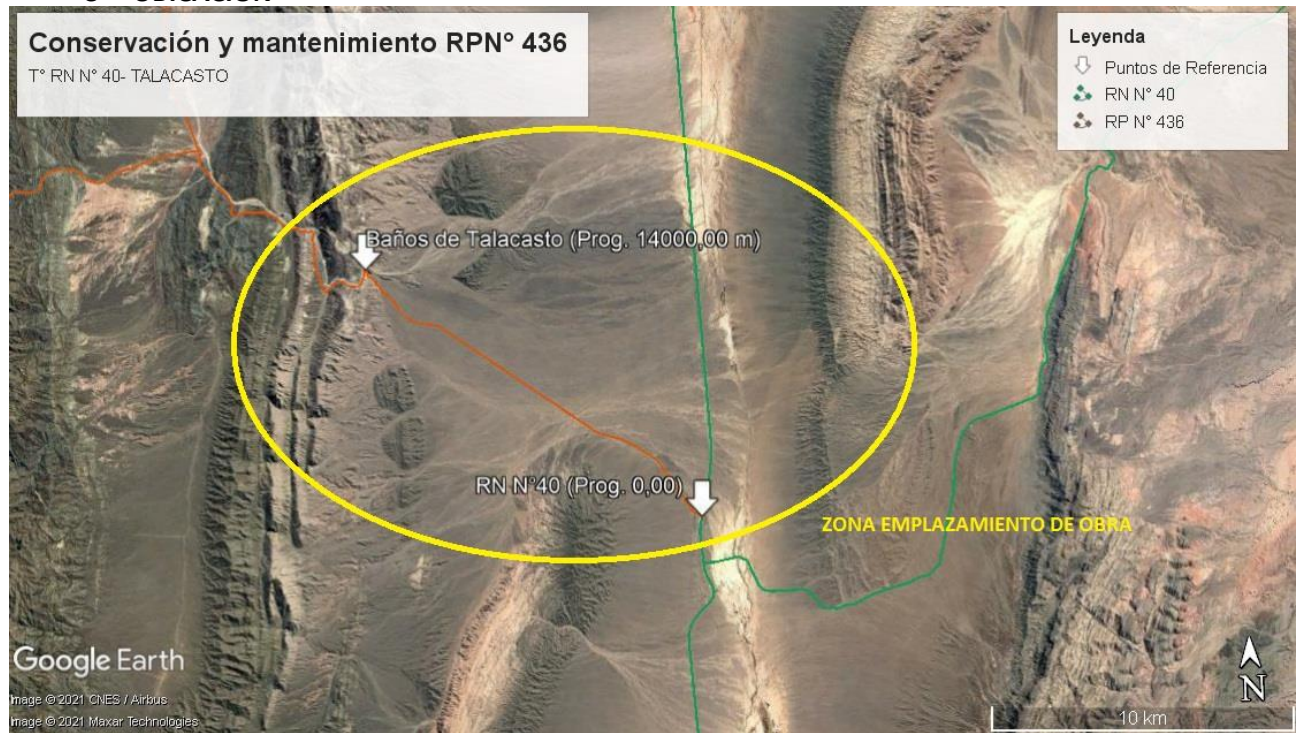 Conservación y mantenimiento RPN° 436
T° RN N° 40- TALACASTO
Leyenda
Puntos de Referencia
RN N° 40
RP N° 436
Baños de Talacasto (Prog. 14000,00 m)
RN N°40 (Prog. 0,00)
ZONA EMPLAZAMIENTO DE OBRA
Google Earth
Image © 2021 CNES / Airbus
Image © 2021 Maxar Technologies
N
10 km